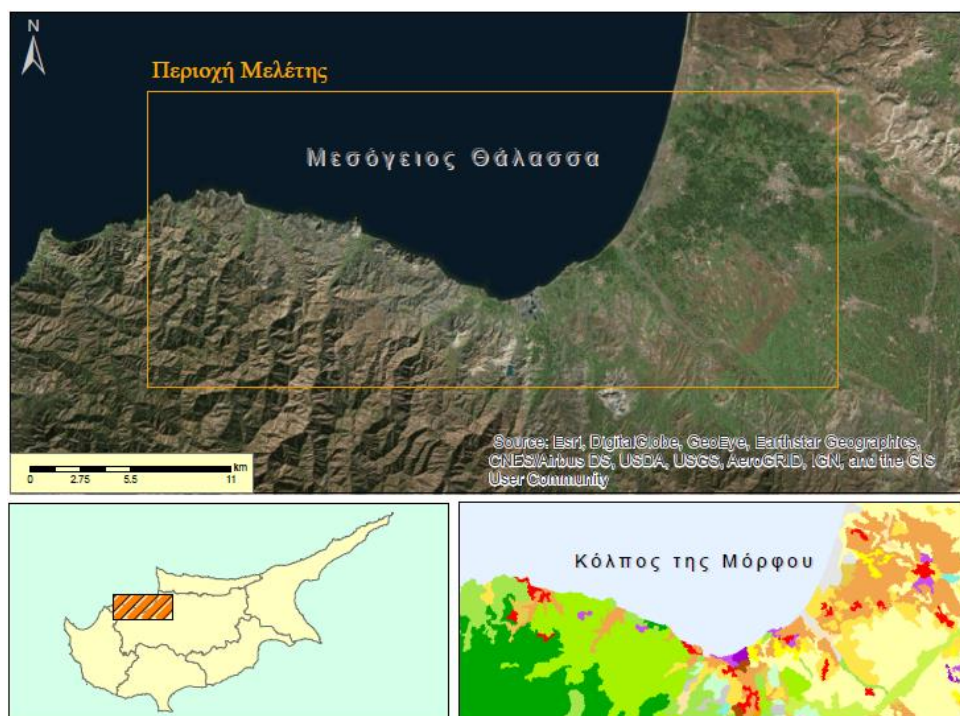 N
Περιοχή Μελέτης
Μεσόγειος Θάλασσα
Source: Esri, DigitalGlobe, GeoEye, Earthstar Geographics,
CNES/Airbus DS, USDA, USGS, AeroGRID, IGN, and the GIS
User Community
km
0 2.75 5.5 11
Κόλπος της Μόρφου